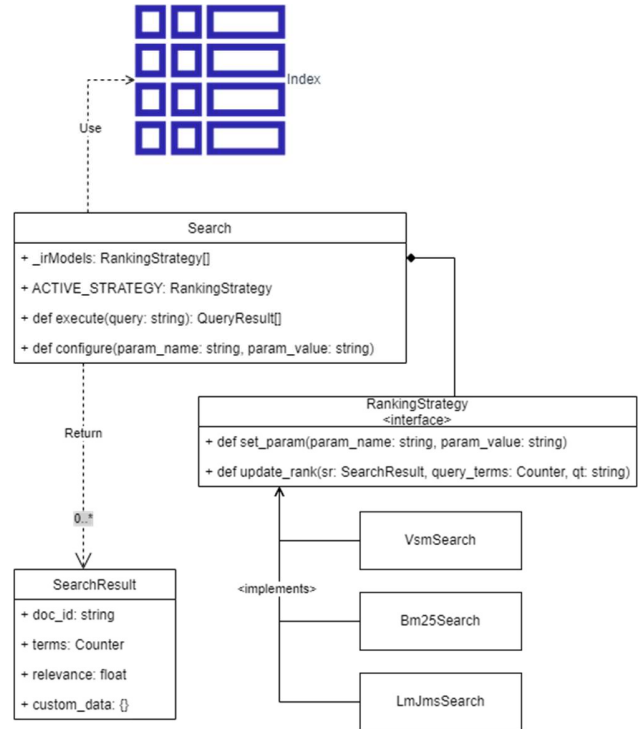 Index
Use
Search
+ _irModels: RankingStrategy[]
+ ACTIVE_STRATEGY: RankingStrategy
+ def execute(query: string): QueryResult[]
+ def configure(param_name: string, param_value: string)
Return
RankingStrategy
<interface>
+ def set_param(param_name: string, param_value: string)
+ def update_rank(sr: SearchResult, query_terms: Counter, qt: string)
0..*
VsmSearch
SearchResult
+ doc_id: string
+ terms: Counter
+ relevance: float
+ custom_data: {}
<implements>
Bm25Search
LmJmsSearch